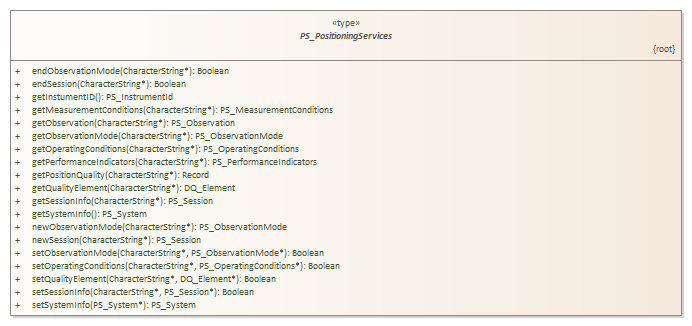 «type»
PS_PositioningServices
{root}
+ endObservationMode(CharacterString*): Boolean
+ endSession(CharacterString*): Boolean
+ getInstumentID(): PS_InstrumentId
+ getMeasurementConditions(CharacterString*): PS_MeasurementConditions
+ getObservation(CharacterString*): PS_Observation
+ getObservationMode(CharacterString*): PS_ObservationMode
+ getOperatingConditions(CharacterString*): PS_OperatingConditions
+ getPerformanceIndicators(CharacterString*): PS_PerformanceIndicators
+ getPositionQuality(CharacterString*): Record
+ getQualityElement(CharacterString*): DQ_Element
+ getSessionInfo(CharacterString*): PS_Session
+ getSystemInfo(): PS_System
+ newObservationMode(CharacterString*): PS_ObservationMode
+ newSession(CharacterString*): PS_Session
+ setObservationMode(CharacterString*, PS_ObservationMode*): Boolean
+ setOperatingConditions(CharacterString*, PS_OperatingConditions*): Boolean
+ setQualityElement(CharacterString*, DQ_Element*): Boolean
+ setSessionInfo(CharacterString*, PS_Session*): Boolean
+ setSystemInfo(PS_System*): PS_System